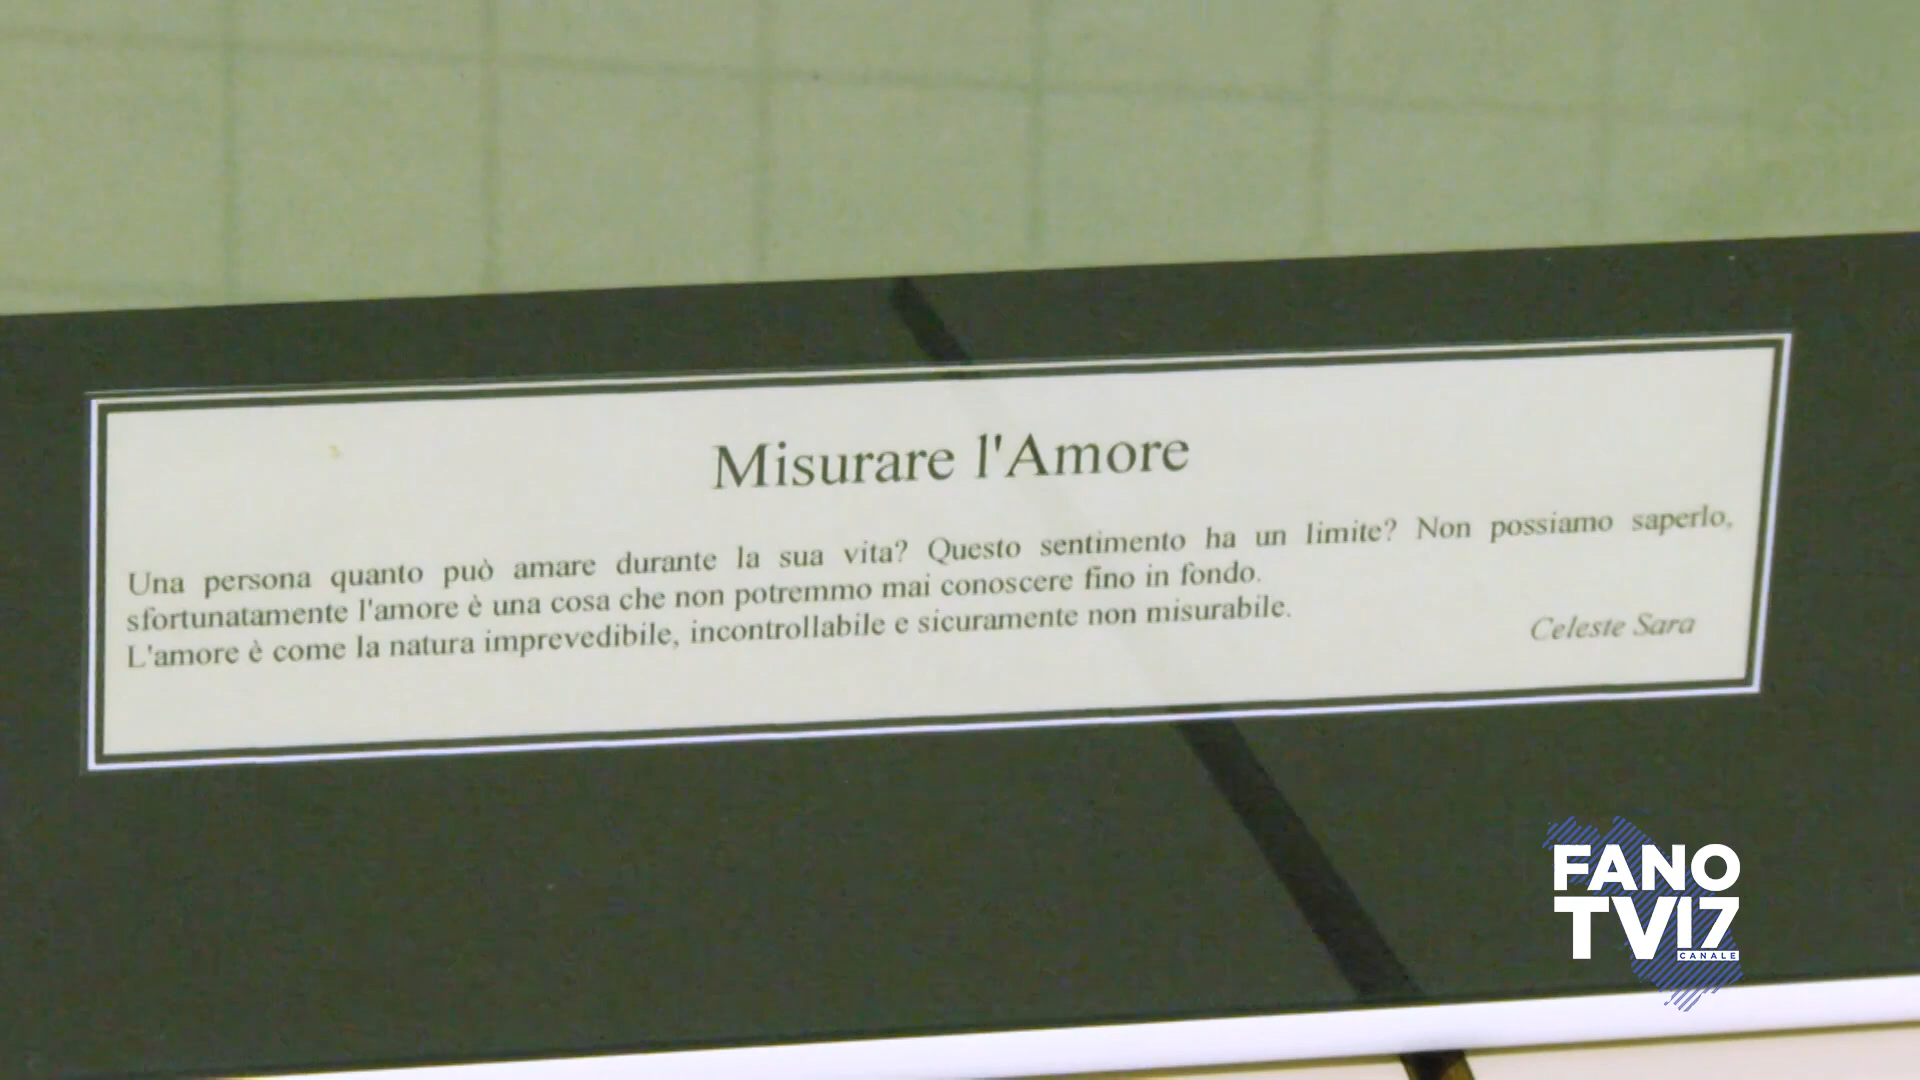 Misurare l'Amore
Una persona quanto può amare durante la sua vita? Questo sentimento ha un limite? Non possiamo saperlo,
sfortunatamente l'amore è una cosa che non potremmo mai conoscere fino in fondo.
L'amore è come la natura imprevedibile, incontrollabile e sicuramente non misurabile.
Celeste Sara
FANO
TV17
CANALE